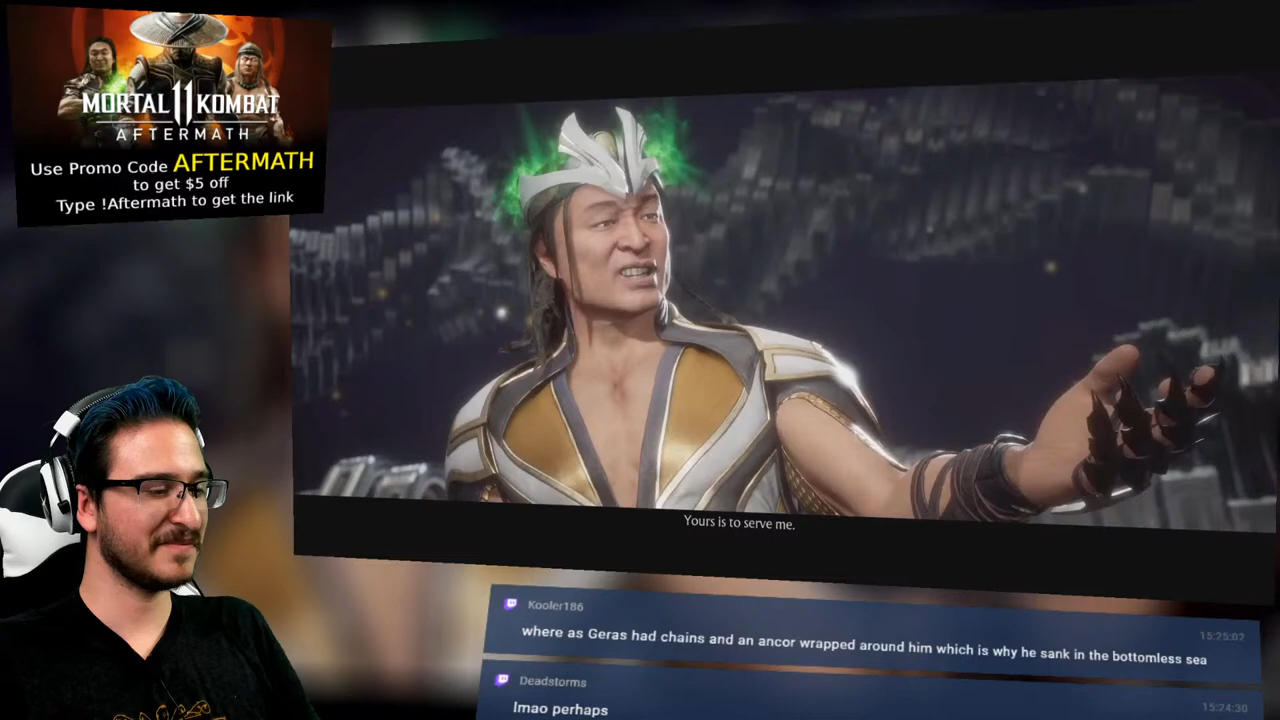 MORTAL 11 KOMBAT
AFTERMATH
Use Promo Code AFTERMATH
to get $5 off
Type !Aftermath to get the link
Yours is to serve me.
Kooler186
15:25:02
where as Geras had chains and an ancor wrapped around him which is why he sank in the bottomless sea
Deadstorms
15:24:30
lmao perhaps